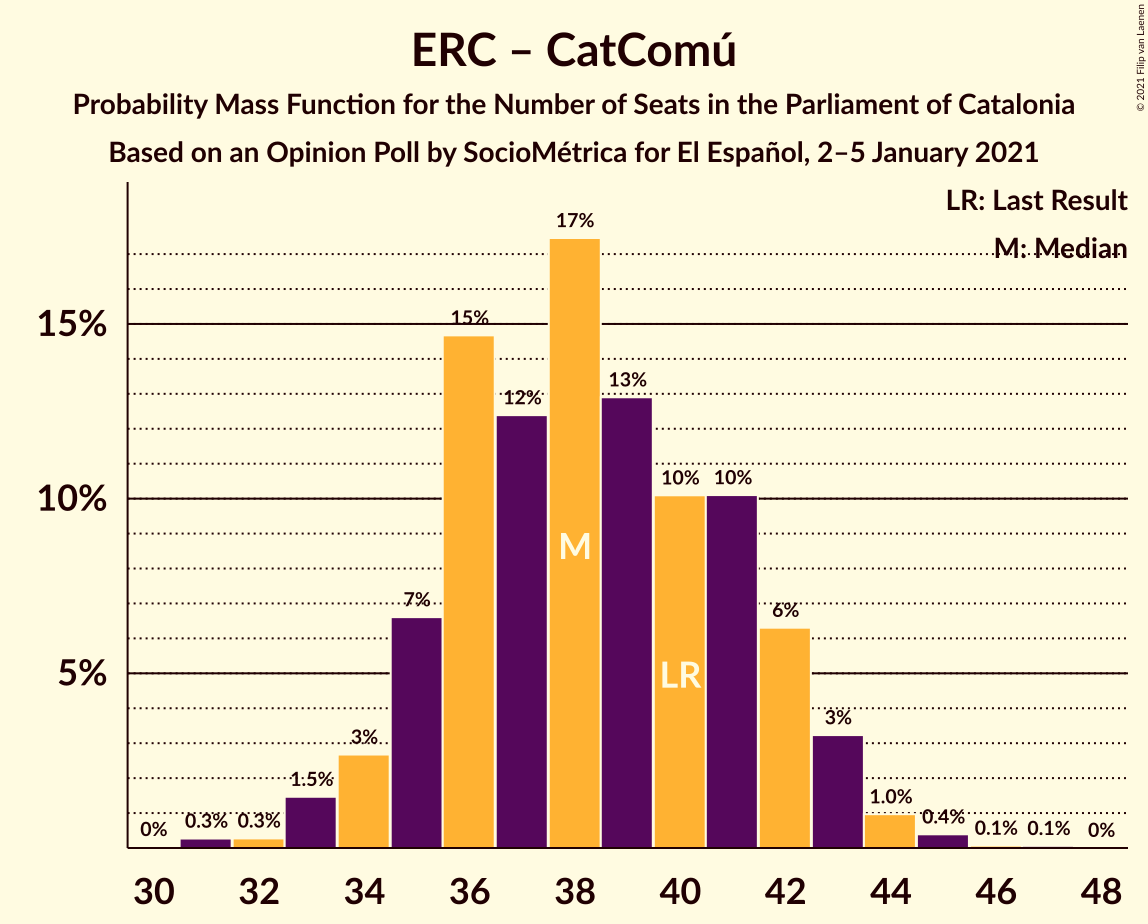 ERC – CatComú
Probability Mass Function for the Number of Seats in the Parliament of Catalonia
Based on an Opinion Poll by SocioMétrica for El Español, 2–5 January 2021
© 2021 Filip van Laenen
LR: Last Result
M: Median
15%
10%
5%
0%
0.3%
0.3%
1.5%
3%
7%
15%
12%
17%
13%
10%
10%
6%
3%
1.0%
0.4%
0.1%
0.1%
0%
M
LR
30 32 34 36 38 40 42 44 46 48